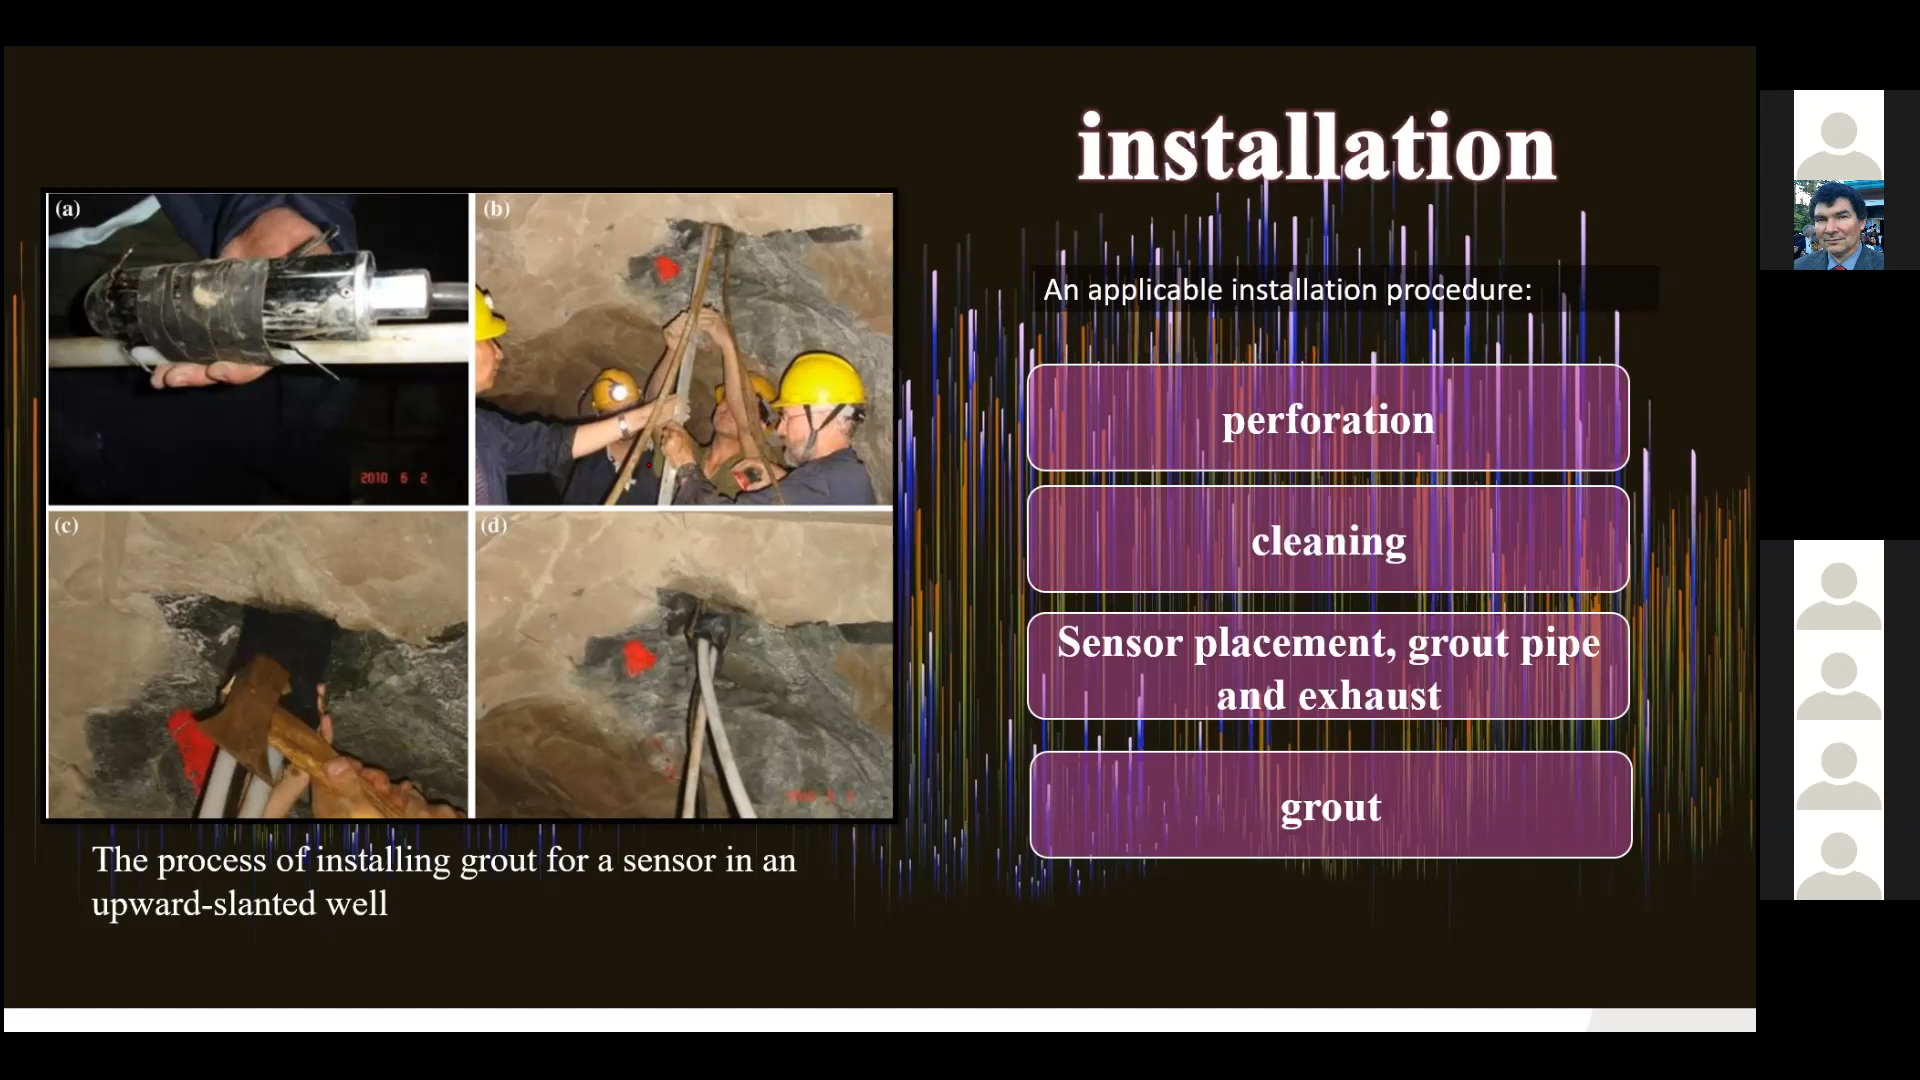 installation
An applicable installation procedure:
perforation
cleaning
Sensor placement, grout pipe
and exhaust
grout
(a)
2010 6 2
(b)
(c)
(d)
The process of installing grout for a sensor in an
upward-slanted well